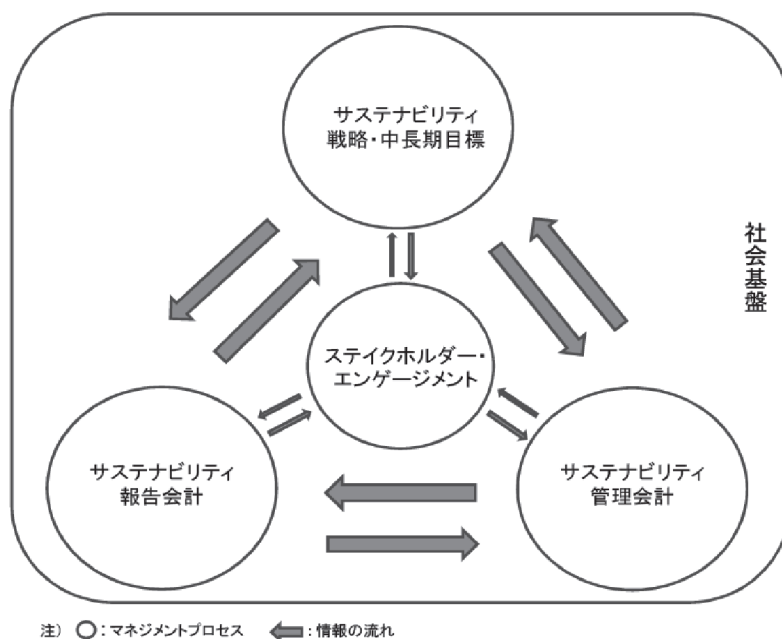 サステナビリティ
戦略・中長期目標
社会基盤
ステイクホルダー・
エンゲージメント
サステナビリティ
報告会計
サステナビリティ
管理会計
注) ○:マネジメントプロセス :情報の流れ